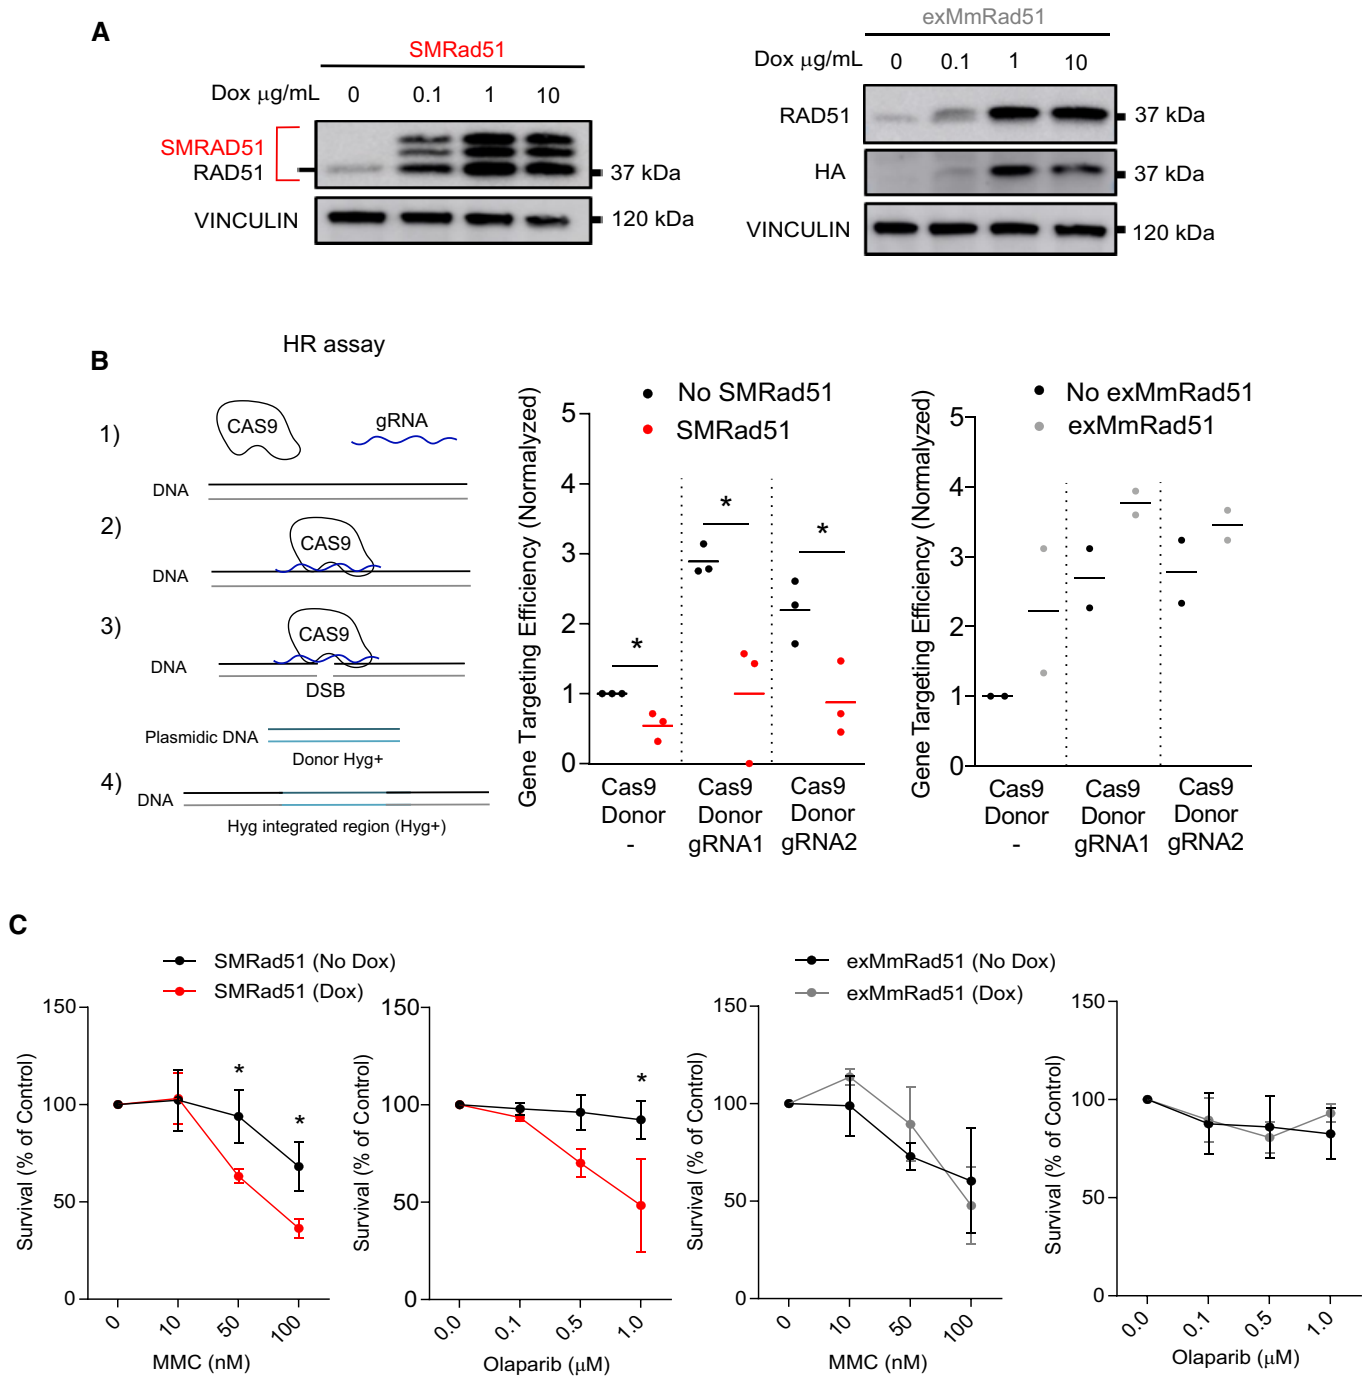 A
SMRad51
Dox μg/mL 0 0.1 1 10
SMRAD51
RAD51
37 kDa
VINCULIN
120 kDa
exMmRad51
Dox μg/mL 0 0.1 1 10
RAD51
37 kDa
HA
37 kDa
VINCULIN
120 kDa
B
HR assay
1)
CAS9
gRNA
DNA
2)
CAS9
DNA
3)
CAS9
DNA
DSB
Plasmidic DNA
Donor Hyg+
4)
DNA
Hyg integrated region (Hyg+)
No SMRad51
SMRad51
Gene Targeting Efficiency (Normalyzed)
5
4
3
2
1
0
*
*
*
Cas9 Cas9 Cas9
Donor Donor Donor
- gRNA1 gRNA2
No exMmRad51
exMmRad51
Gene Targeting Efficiency (Normalyzed)
5
4
3
2
1
0
Cas9 Cas9 Cas9
Donor Donor Donor
- gRNA1 gRNA2
C
SMRad51 (No Dox)
SMRad51 (Dox)
Survival (% of Control)
150
100
50
0
* *
0 10 50 100
MMC (nM)
Survival (% of Control)
150
100
50
0
*
0.0 0.1 0.5 1.0
Olaparib (μM)
exMmRad51 (No Dox)
exMmRad51 (Dox)
Survival (% of Control)
150
100
50
0
0 10 50 100
MMC (nM)
Survival (% of Control)
150
100
50
0
0.0 0.1 0.5 1.0
Olaparib (μM)